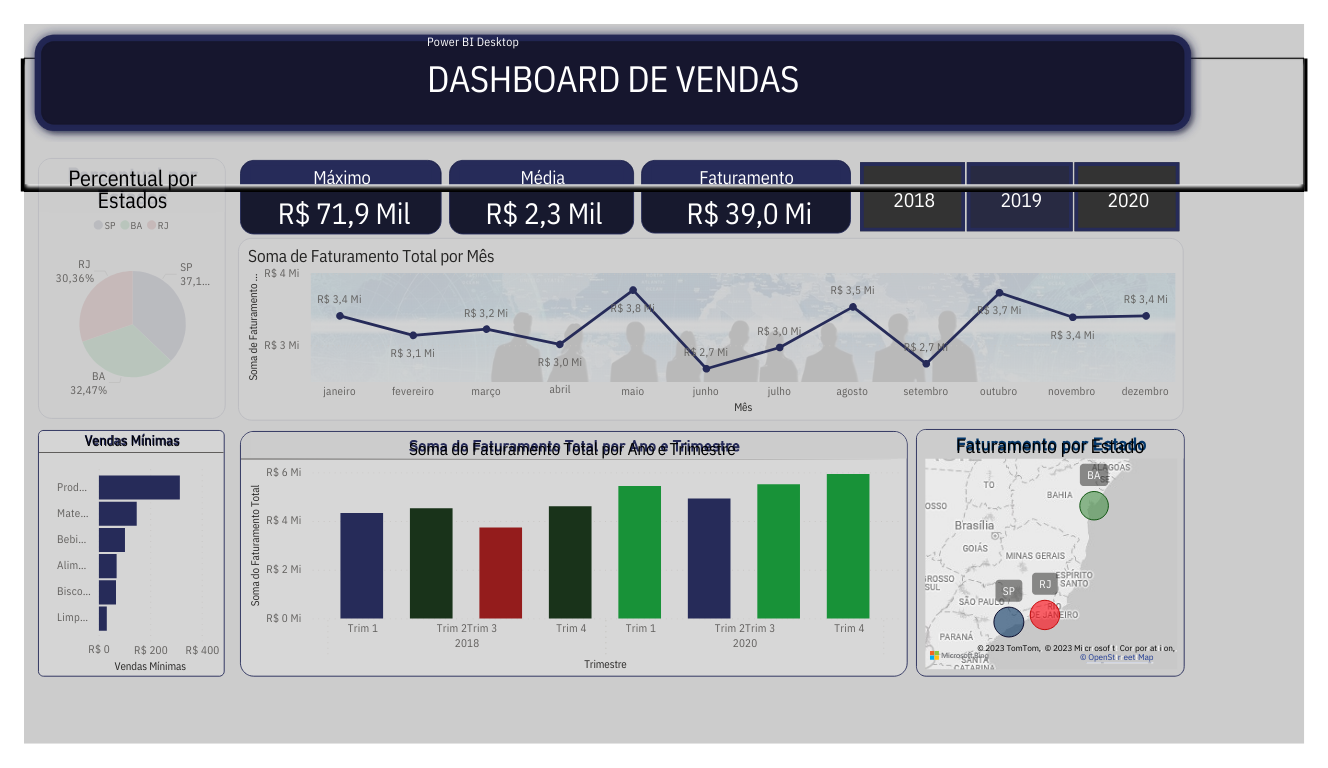 Power BI Desktop
DASHBOARD DE VENDAS
Percentual por
Estados
SP BA RJ
RJ
30,36%
SP
37,1...
BA
32,47%
Máximo
R$ 71,9 Mil
Média
R$ 2,3 Mil
Faturamento
R$ 39,0 Mi
2018
2019
2020
Soma de Faturamento Total por Mês
Soma de Faturamento ...
R$ 4 Mi
R$ 3 Mi
R$ 3,4 Mi
R$ 3,1 Mi
R$ 3,2 Mi
R$ 3,0 Mi
R$ 3,8 Mi
R$ 2,7 Mi
R$ 3,0 Mi
R$ 3,5 Mi
R$ 2,7 Mi
R$ 3,7 Mi
R$ 3,4 Mi
R$ 3,4 Mi
janeiro fevereiro março abril maio junho julho agosto setembro outubro novembro dezembro
Mês
Vendas Mínimas
Prod...
Mate...
Bebi...
Alim...
Bisco...
Limp...
R$ 0 R$ 200 R$ 400
Vendas Mínimas
Soma do Faturamento Total por Ano e Trimestre
Soma do Faturamento Total
R$ 6 Mi
R$ 4 Mi
R$ 2 Mi
R$ 0 Mi
Trim 1 Trim 2 Trim 3 Trim 4 Trim 1 Trim 2 Trim 3 Trim 4
2018 2020
Trimestre
Faturamento por Estado
ALAGOAS
BA
TO
BAHIA
OSSO
Brasília
GOIÁS
MINAS GERAIS
ROSSO
SUL
ESPÍRITO
SANTO
SP
RJ
SÃO PAULO
RIO
DE JANEIRO
PARANÁ
© 2023 TomTom, © 2023 Microsoft Corporation,
Microsoft Bing
© OpenStreetMap
SANTA
CATARINA